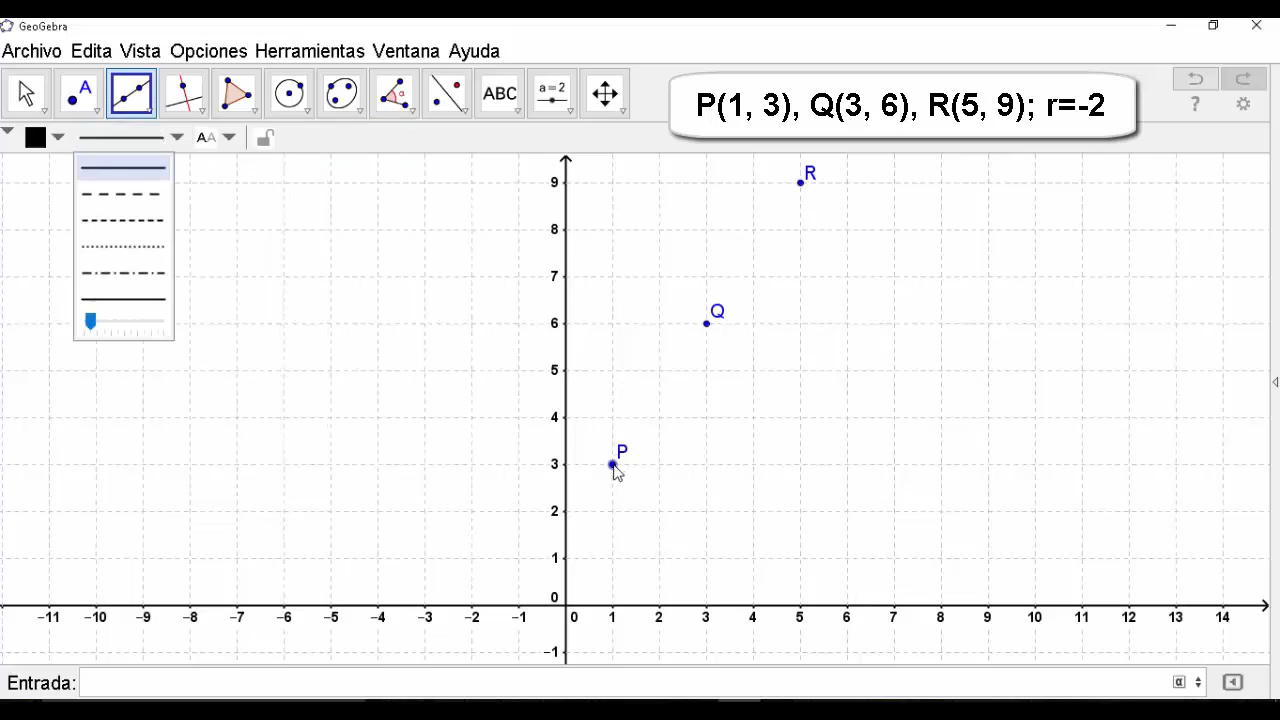 GeoGebra
Archivo Edita Vista Opciones Herramientas Ventana Ayuda
A
α
ABC
a=2
P(1, 3), Q(3, 6), R(5, 9); r=-2
?
AA
R
9
8
7
Q
6
5
4
P
3
2
1
0
−11 −10 −9 −8 −7 −6 −5 −4 −3 −2 −1 0 1 2 3 4 5 6 7 8 9 10 11 12 13 14
−1
Entrada:
α